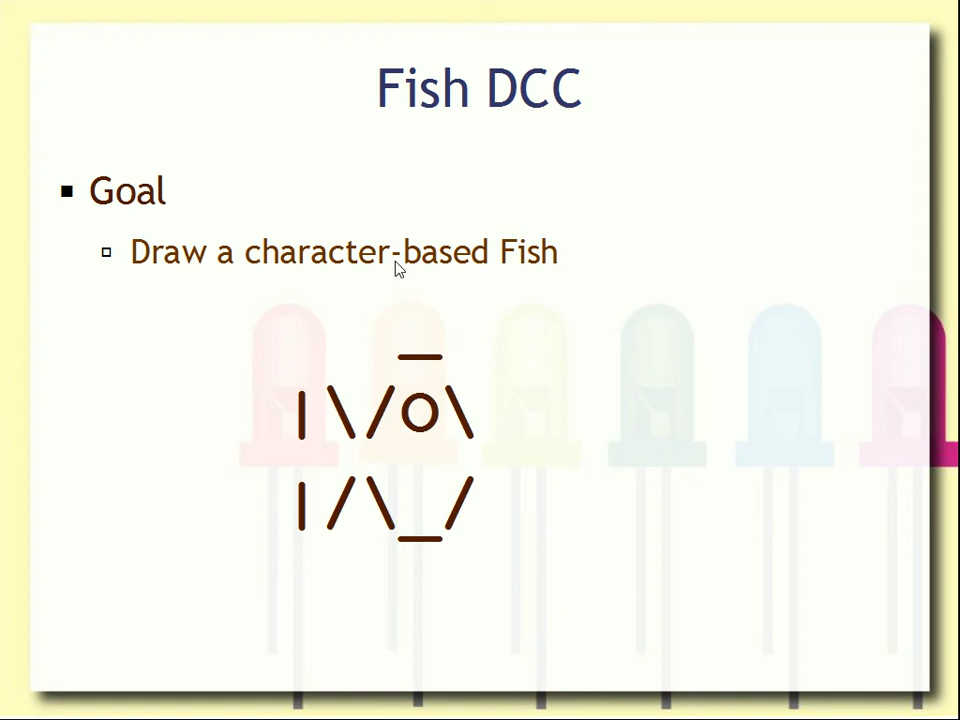 Fish DCC
Goal
Draw a character-based Fish
_
|\/O\
|/\_/